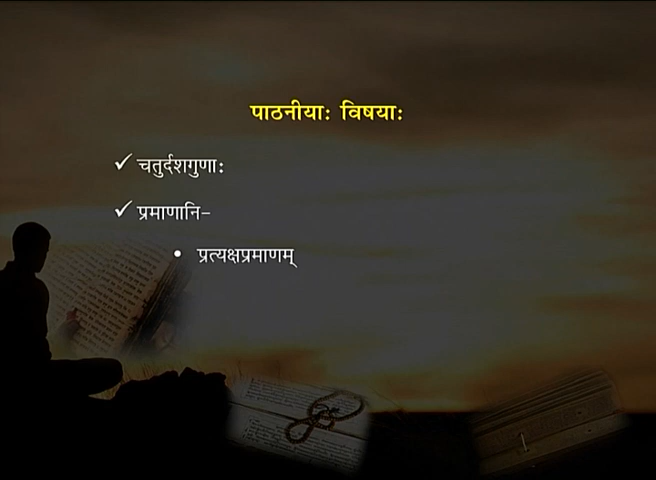 पाठनीयाः विषयाः
✓ चतुर्दशगुणाः
✓ प्रमाणानि–
• प्रत्यक्षप्रमाणम्